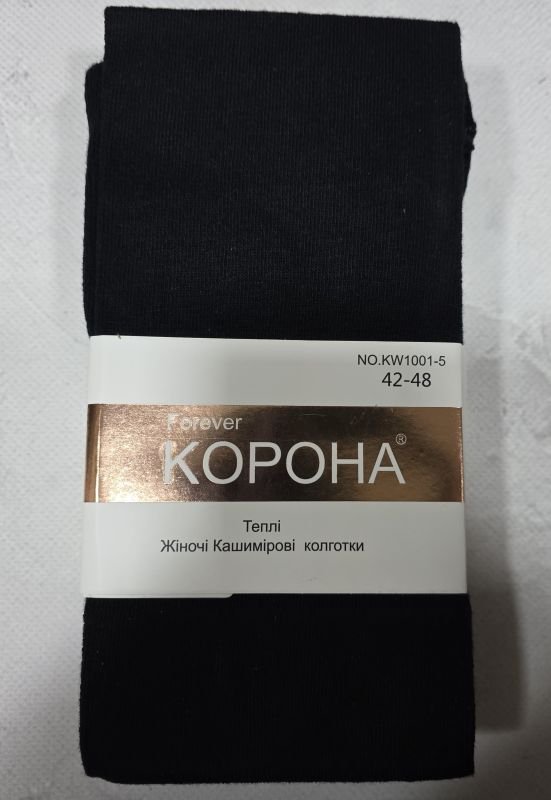 NO.KW1001-5
42-48
Forever
КОРОНА®
Теплі
Жіночі Кашимірові колготки